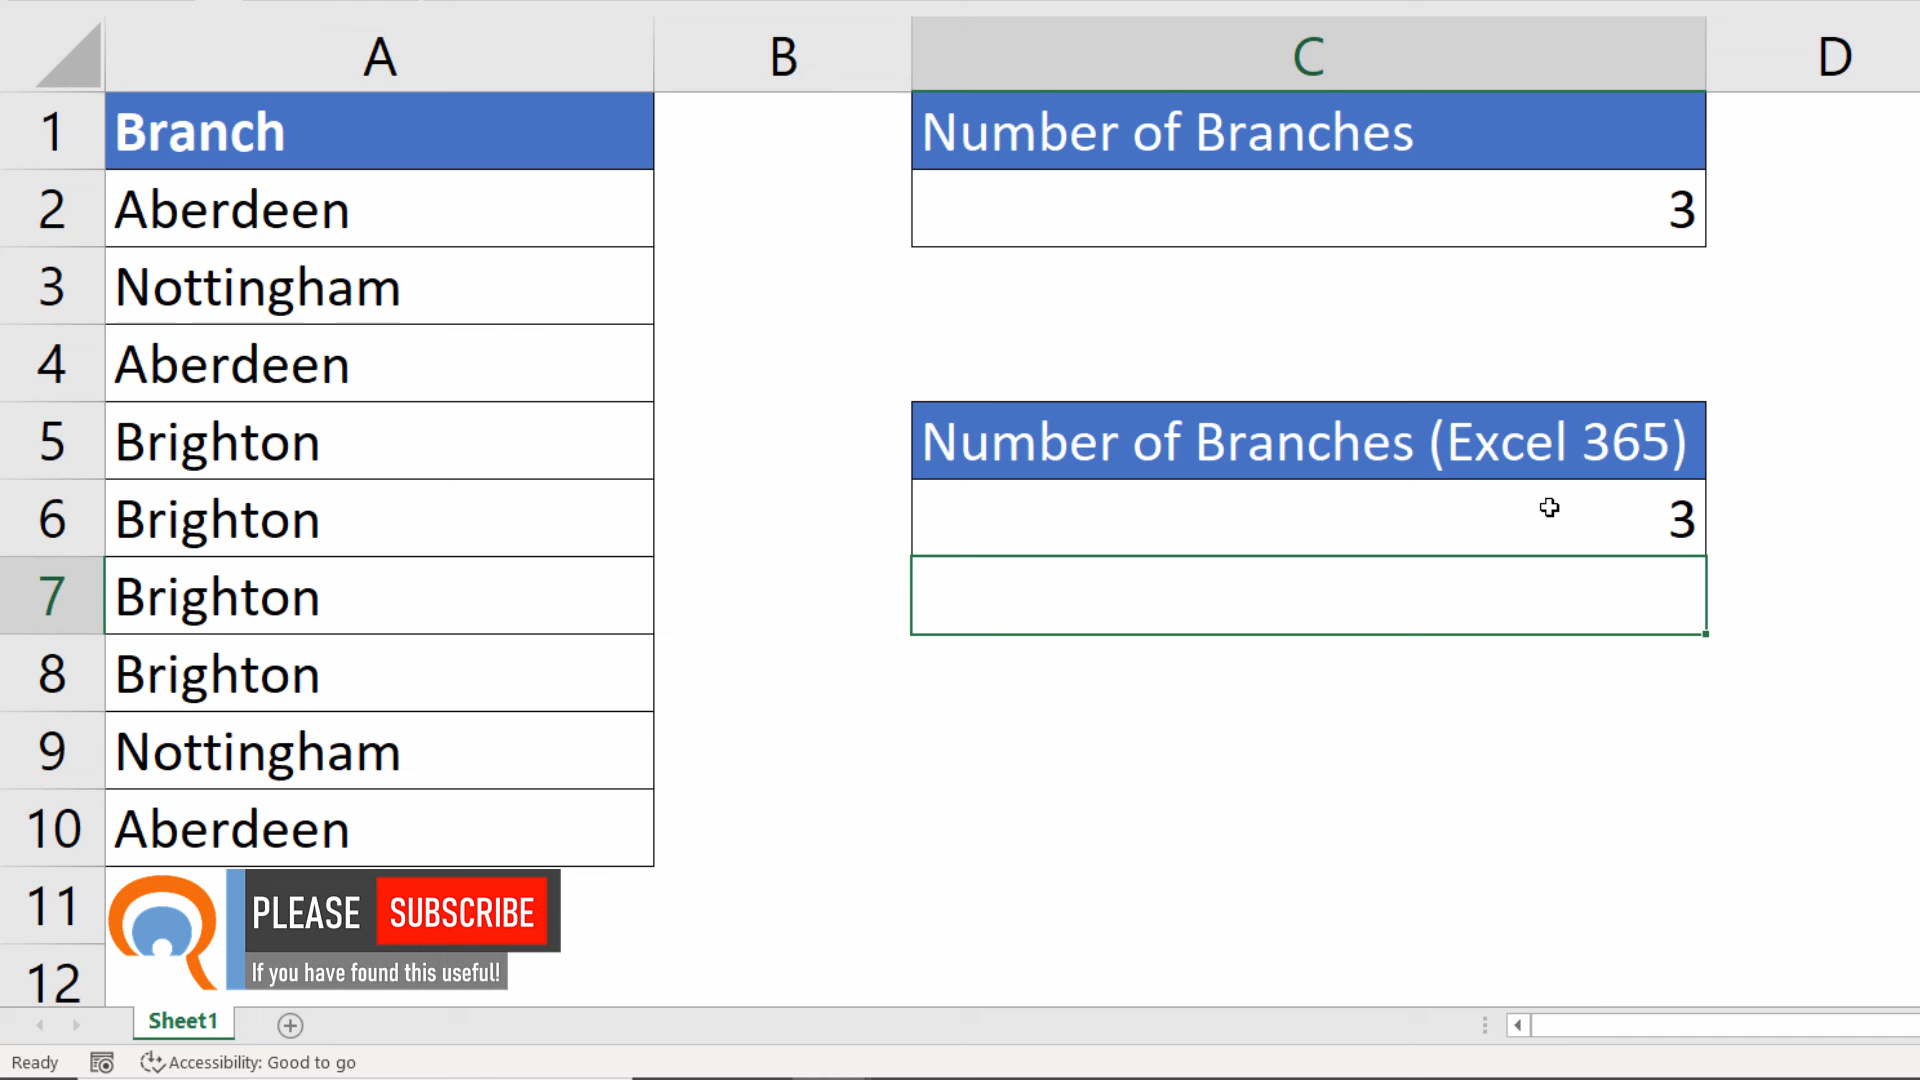 A B C D
1 Branch Number of Branches
2 Aberdeen 3
3 Nottingham
4 Aberdeen
5 Brighton Number of Branches (Excel 365)
6 Brighton 3
7 Brighton
8 Brighton
9 Nottingham
10 Aberdeen
11 PLEASE SUBSCRIBE
If you have found this useful!
12
Sheet1
Ready Accessibility: Good to go